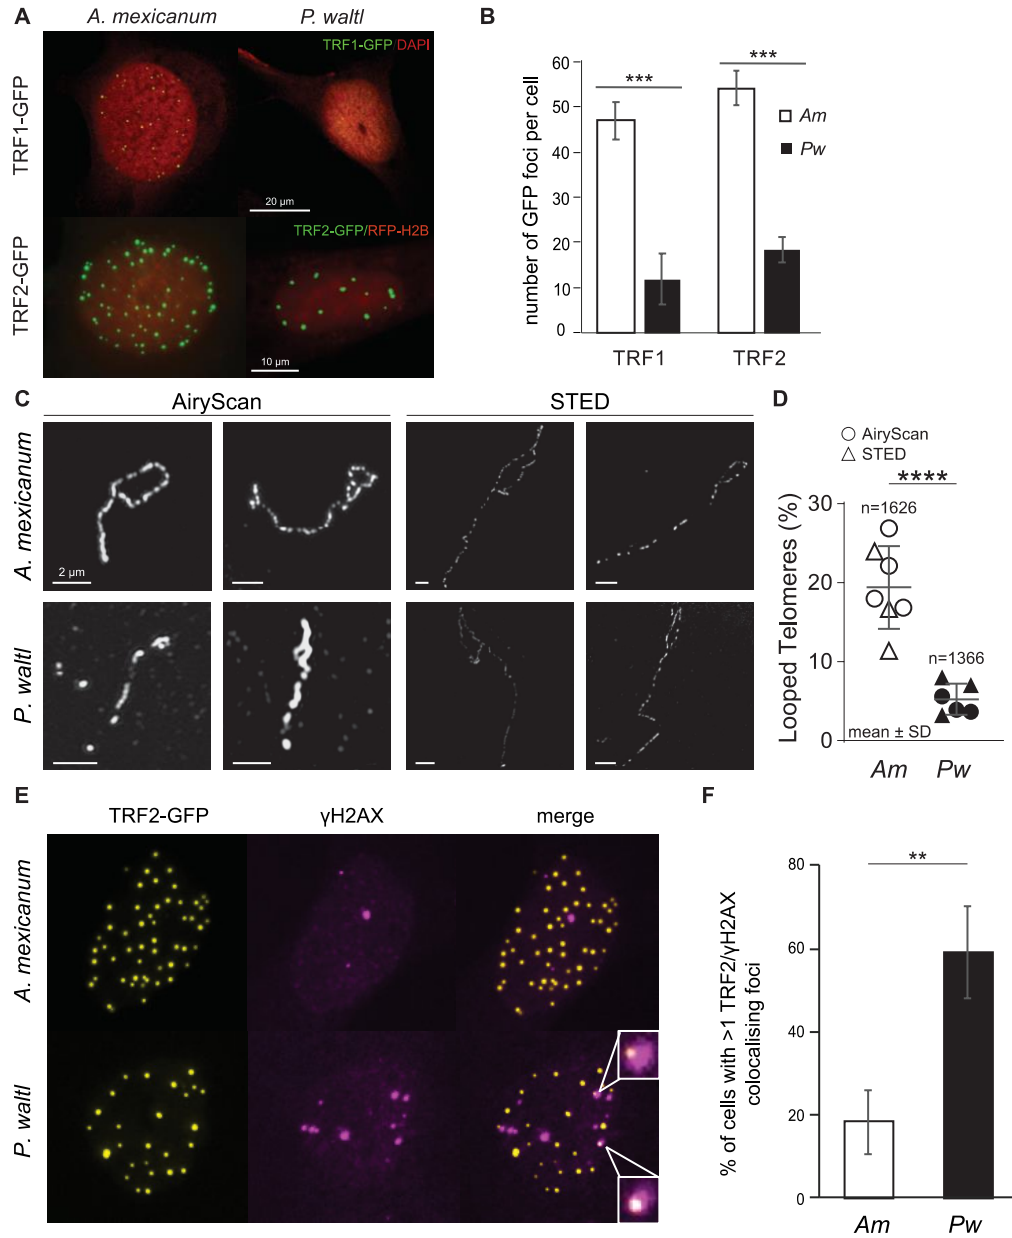 A
A. mexicanum
P. waltl
TRF1-GFP
TRF1-GFP/DAPI
20 µm
TRF2-GFP
TRF2-GFP/RFP-H2B
10 µm
B
number of GFP foci per cell
60
50
40
30
20
10
0
***
***
Am
Pw
TRF1
TRF2
C
AiryScan
STED
A. mexicanum
2 µm
P. waltl
D
AiryScan
STED
****
Looped Telomeres (%)
30
20
10
0
n=1626
n=1366
mean ± SD
Am
Pw
E
TRF2-GFP
γH2AX
merge
A. mexicanum
P. waltl
F
% of cells with >1 TRF2/γH2AX
colocalising foci
80
60
40
20
0
**
Am
Pw